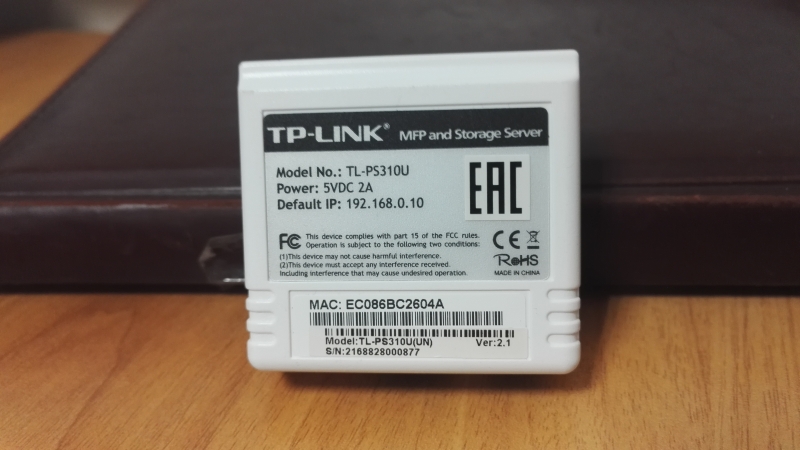 TP-LINK® MFP and Storage Server
Model No.: TL-PS310U
Power: 5VDC 2A
Default IP: 192.168.0.10
EAC
FC This device complies with part 15 of the FCC rules.
Operation is subject to the following two conditions:
(1)This device may not cause harmful interference.
(2)This device must accept any interference received.
Including interference that may cause undesired operation.
CE
RoHS
MADE IN CHINA
MAC: EC086BC2604A
Model:TL-PS310U(UN) Ver:2.1
S/N:2168828000877